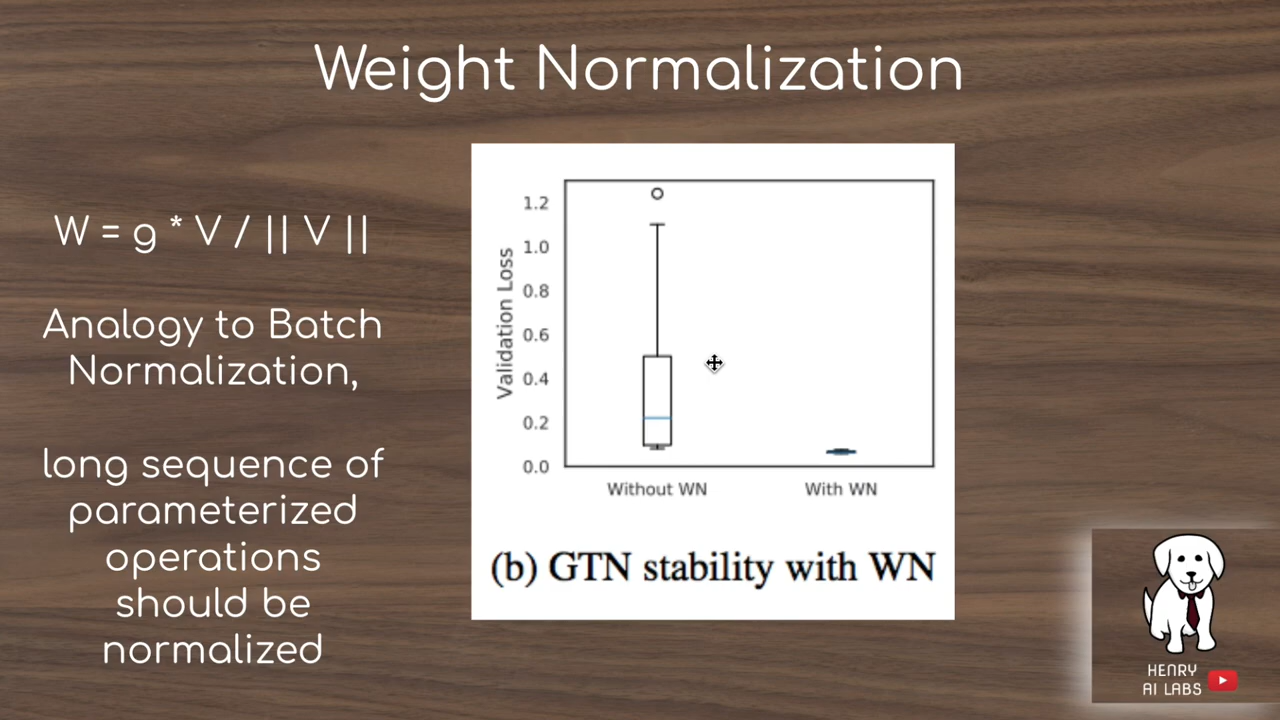 Weight Normalization
W = g * V / || V ||
Analogy to Batch
Normalization,
long sequence of
parameterized
operations
should be
normalized
1.2
1.0
0.8
0.6
0.4
0.2
0.0
Validation Loss
Without WN
With WN
(b) GTN stability with WN
HENRY
AI LABS